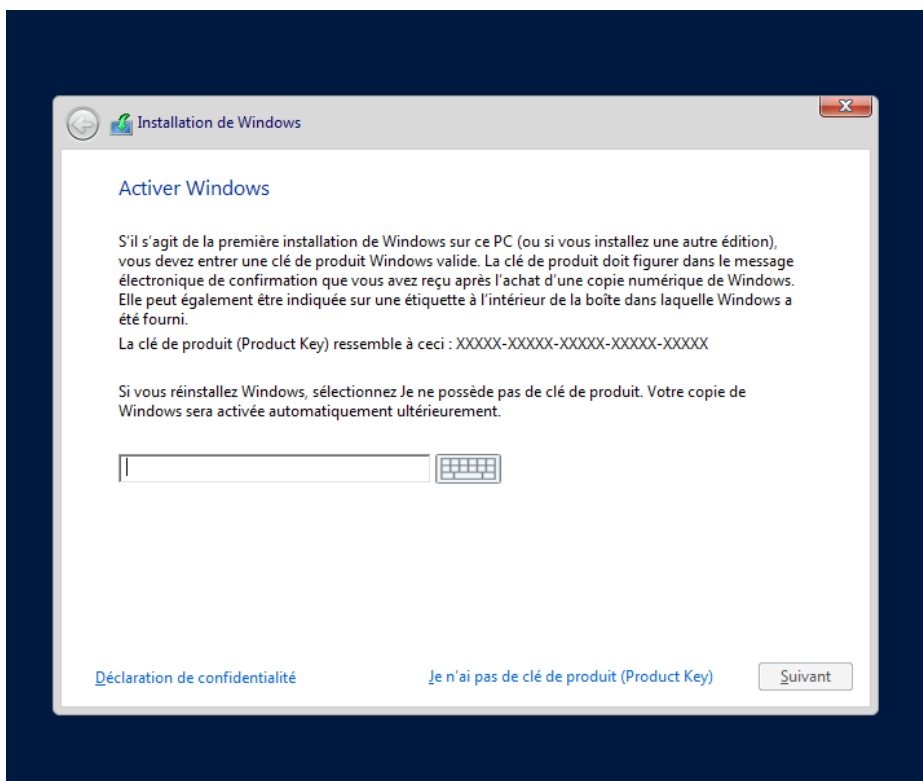 Installation de Windows
Activer Windows
S'il s'agit de la première installation de Windows sur ce PC (ou si vous installez une autre édition),
vous devez entrer une clé de produit Windows valide. La clé de produit doit figurer dans le message
électronique de confirmation que vous avez reçu après l'achat d'une copie numérique de Windows.
Elle peut également être indiquée sur une étiquette à l'intérieur de la boîte dans laquelle Windows a
été fourni.
La clé de produit (Product Key) ressemble à ceci : XXXXX-XXXXX-XXXXX-XXXXX-XXXXX
Si vous réinstallez Windows, sélectionnez Je ne possède pas de clé de produit. Votre copie de
Windows sera activée automatiquement ultérieurement.
Déclaration de confidentialité
Je n'ai pas de clé de produit (Product Key)
Suivant